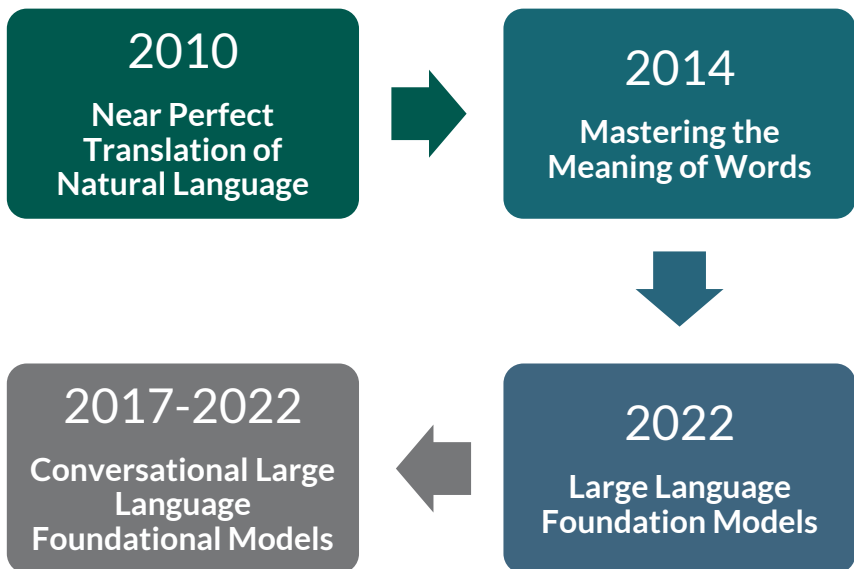 2010
Near Perfect
Translation of
Natural Language
2014
Mastering the
Meaning of Words
2022
Large Language
Foundation Models
2017-2022
Conversational Large
Language
Foundational Models